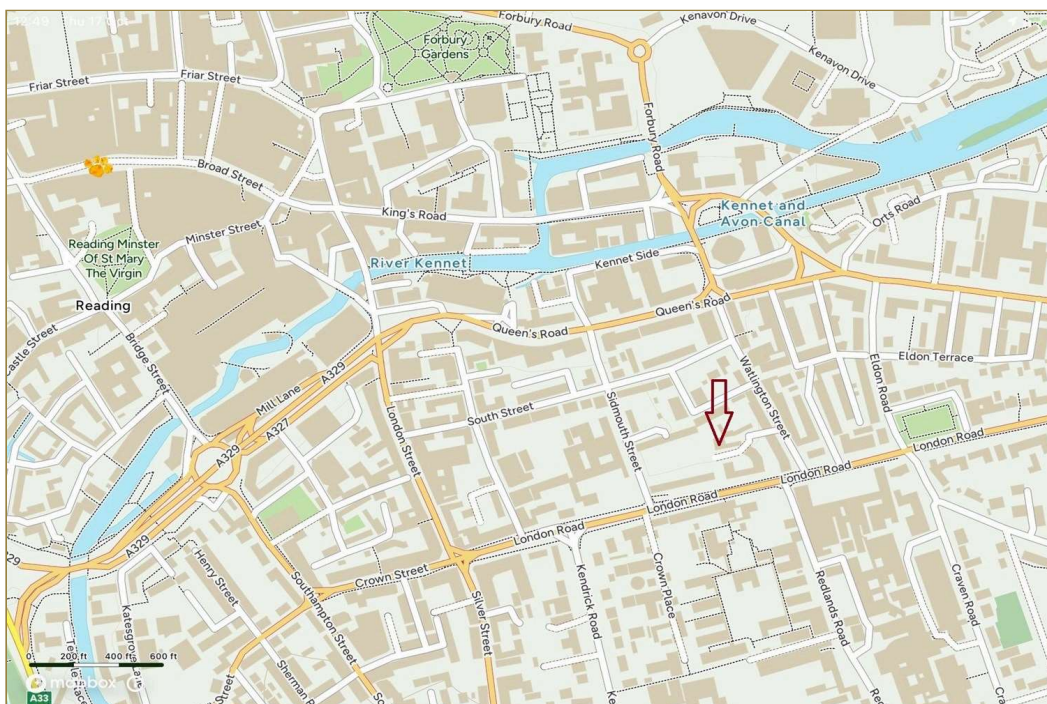 Forbury Road
Kenavon Drive
Forbury
Gardens
Kenavon Drive
Friar Street
Friar Street
Forbury Road
Broad Street
King's Road
Kennet and
Avon Canal
Orts Road
Minster Street
Reading Minster
Of St Mary
The Virgin
River Kennet
Kennet Side
Reading
Queen's Road
Queen's Road
Castle Street
Bridge Street
Eldon Terrace
Watlington Street
Eldon Road
A329
Mill Lane
A327
A329
South Street
Sidmouth Street
London Street
London Road
London Road
London Road
London Road
A329
Crown Street
Henry Street
Southampton Street
Silver Street
Kendrick Road
Crown Place
Redlands Road
Craven Road
Katesgrove Lane
0 200 ft 400 ft 600 ft
mapbox
A33
Street